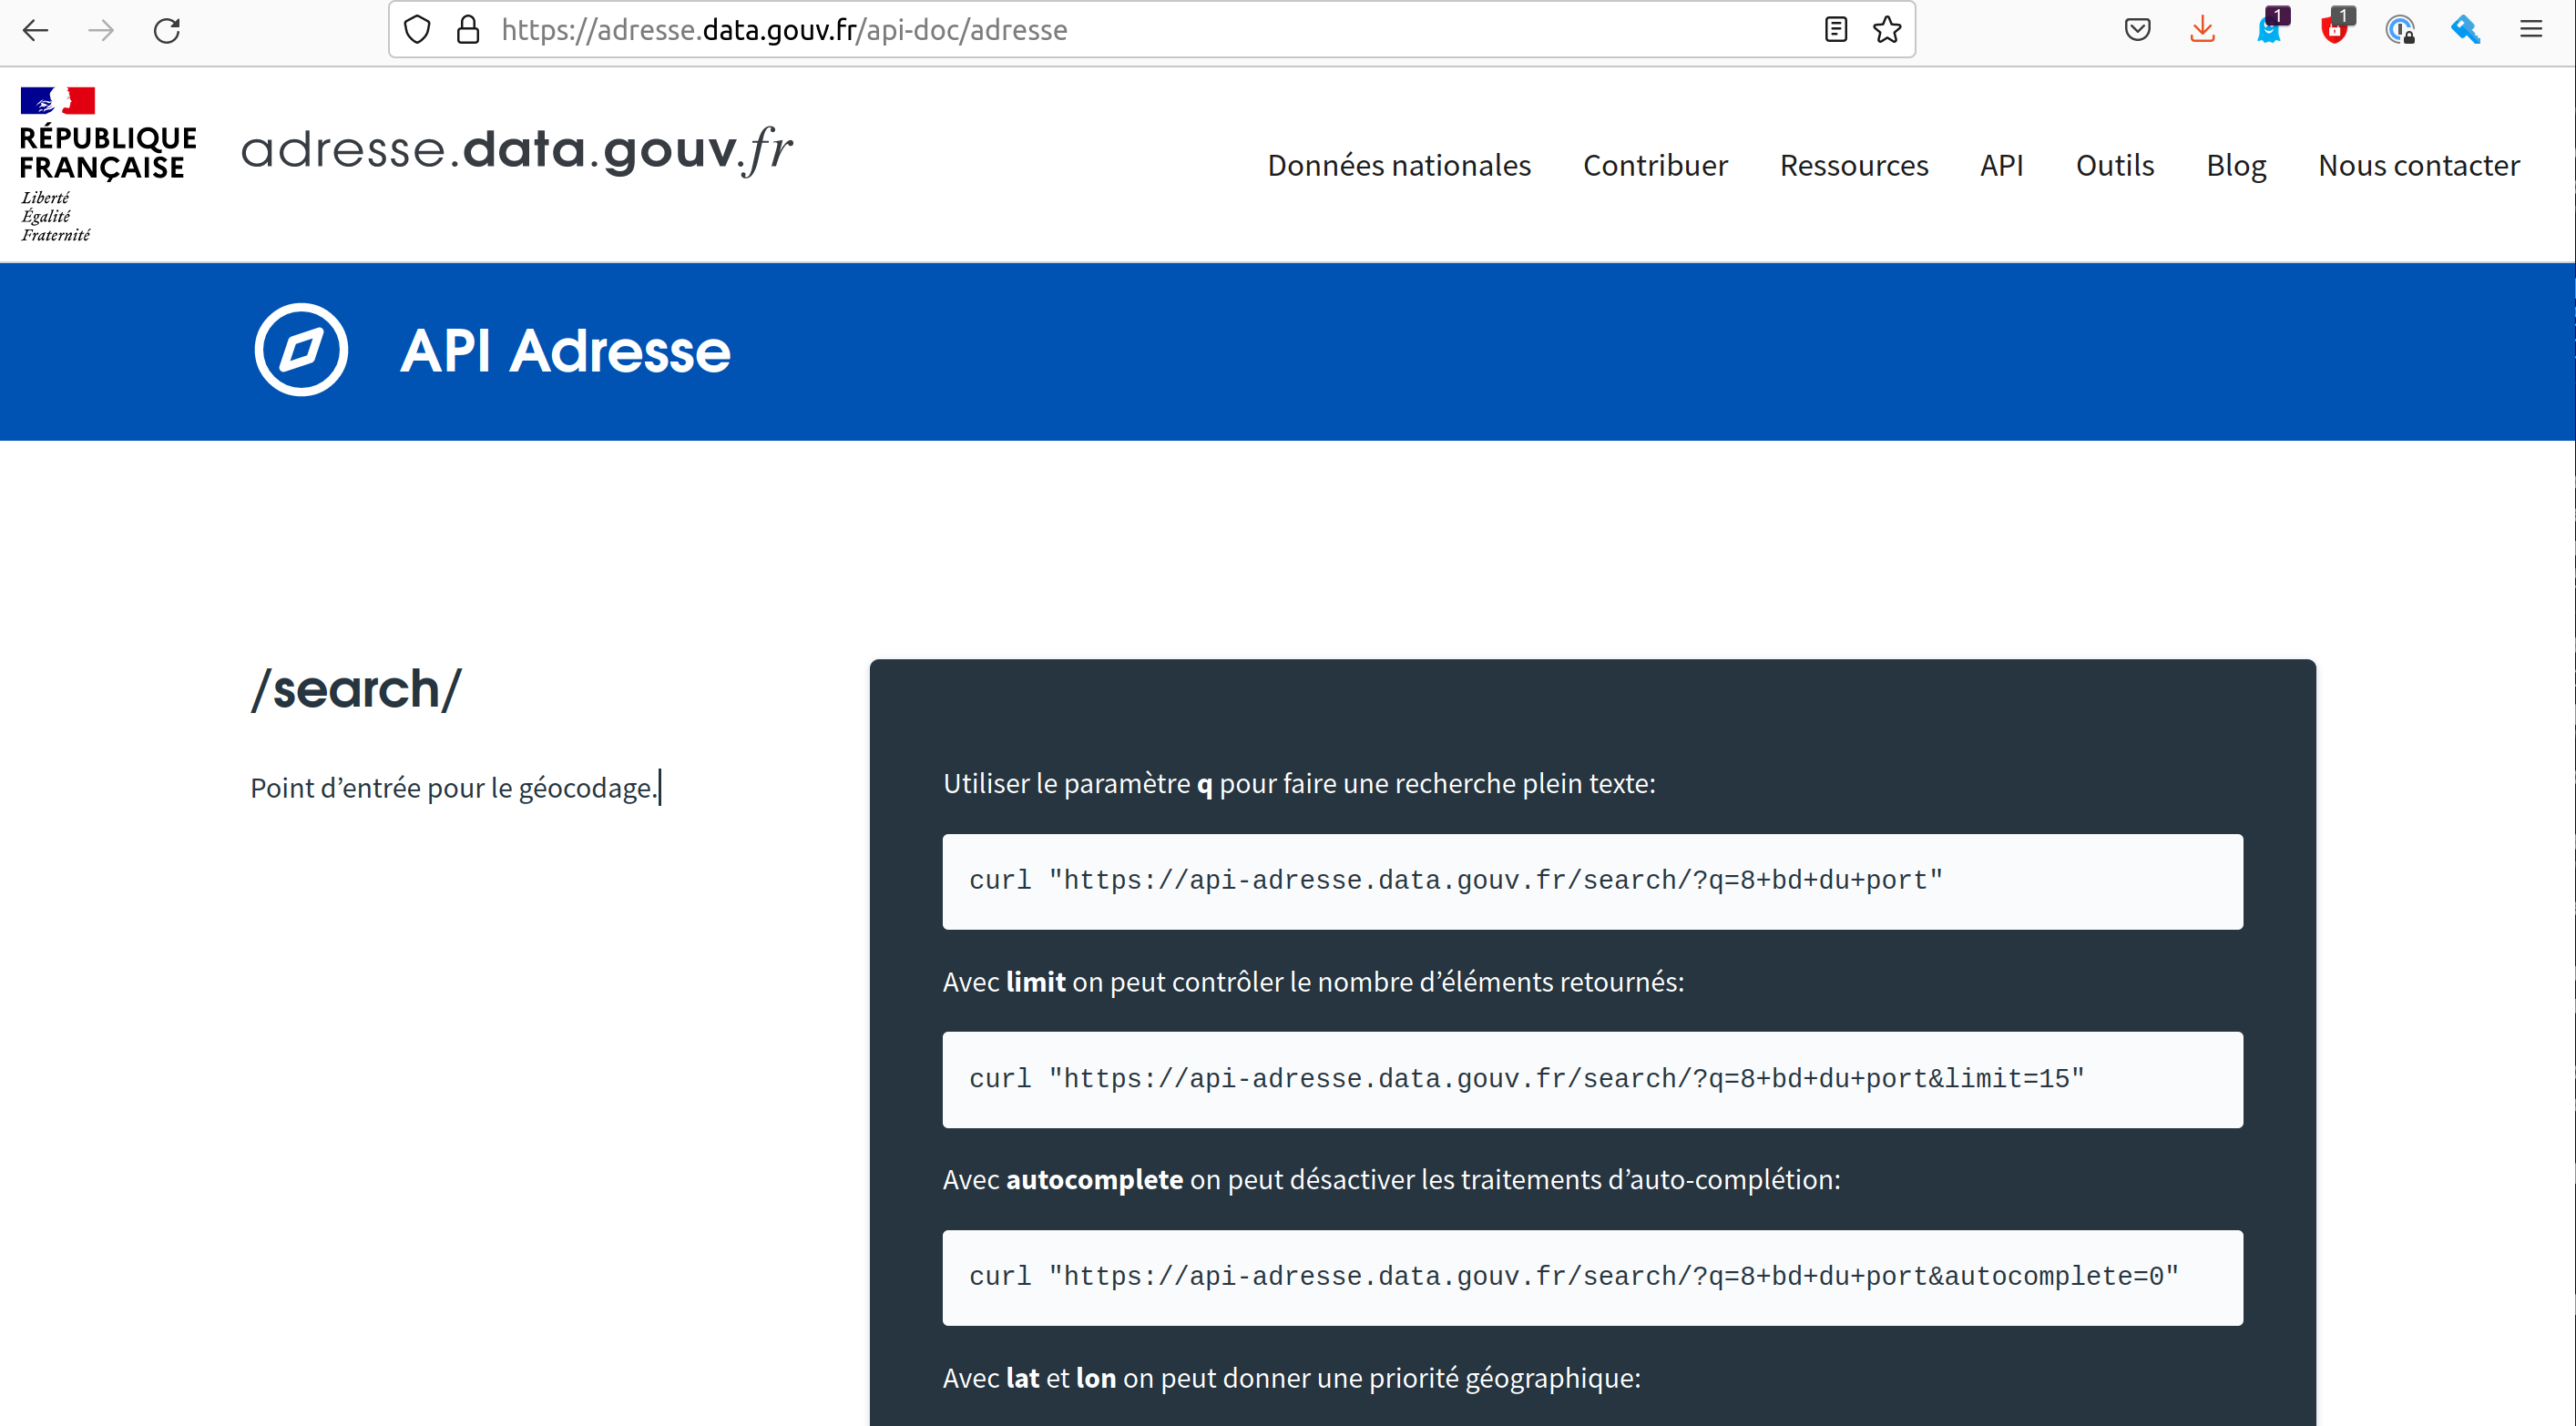 https://adresse.data.gouv.fr/api-doc/adresse
1
1
RÉPUBLIQUE
FRANÇAISE
Liberté
Égalité
Fraternité
adresse.data.gouv.fr
Données nationales Contribuer Ressources API Outils Blog Nous contacter
API Adresse
/search/
Point d’entrée pour le géocodage.
Utiliser le paramètre q pour faire une recherche plein texte:
curl "https://api-adresse.data.gouv.fr/search/?q=8+bd+du+port"
Avec limit on peut contrôler le nombre d’éléments retournés:
curl "https://api-adresse.data.gouv.fr/search/?q=8+bd+du+port&limit=15"
Avec autocomplete on peut désactiver les traitements d’auto-complétion:
curl "https://api-adresse.data.gouv.fr/search/?q=8+bd+du+port&autocomplete=0"
Avec lat et lon on peut donner une priorité géographique: